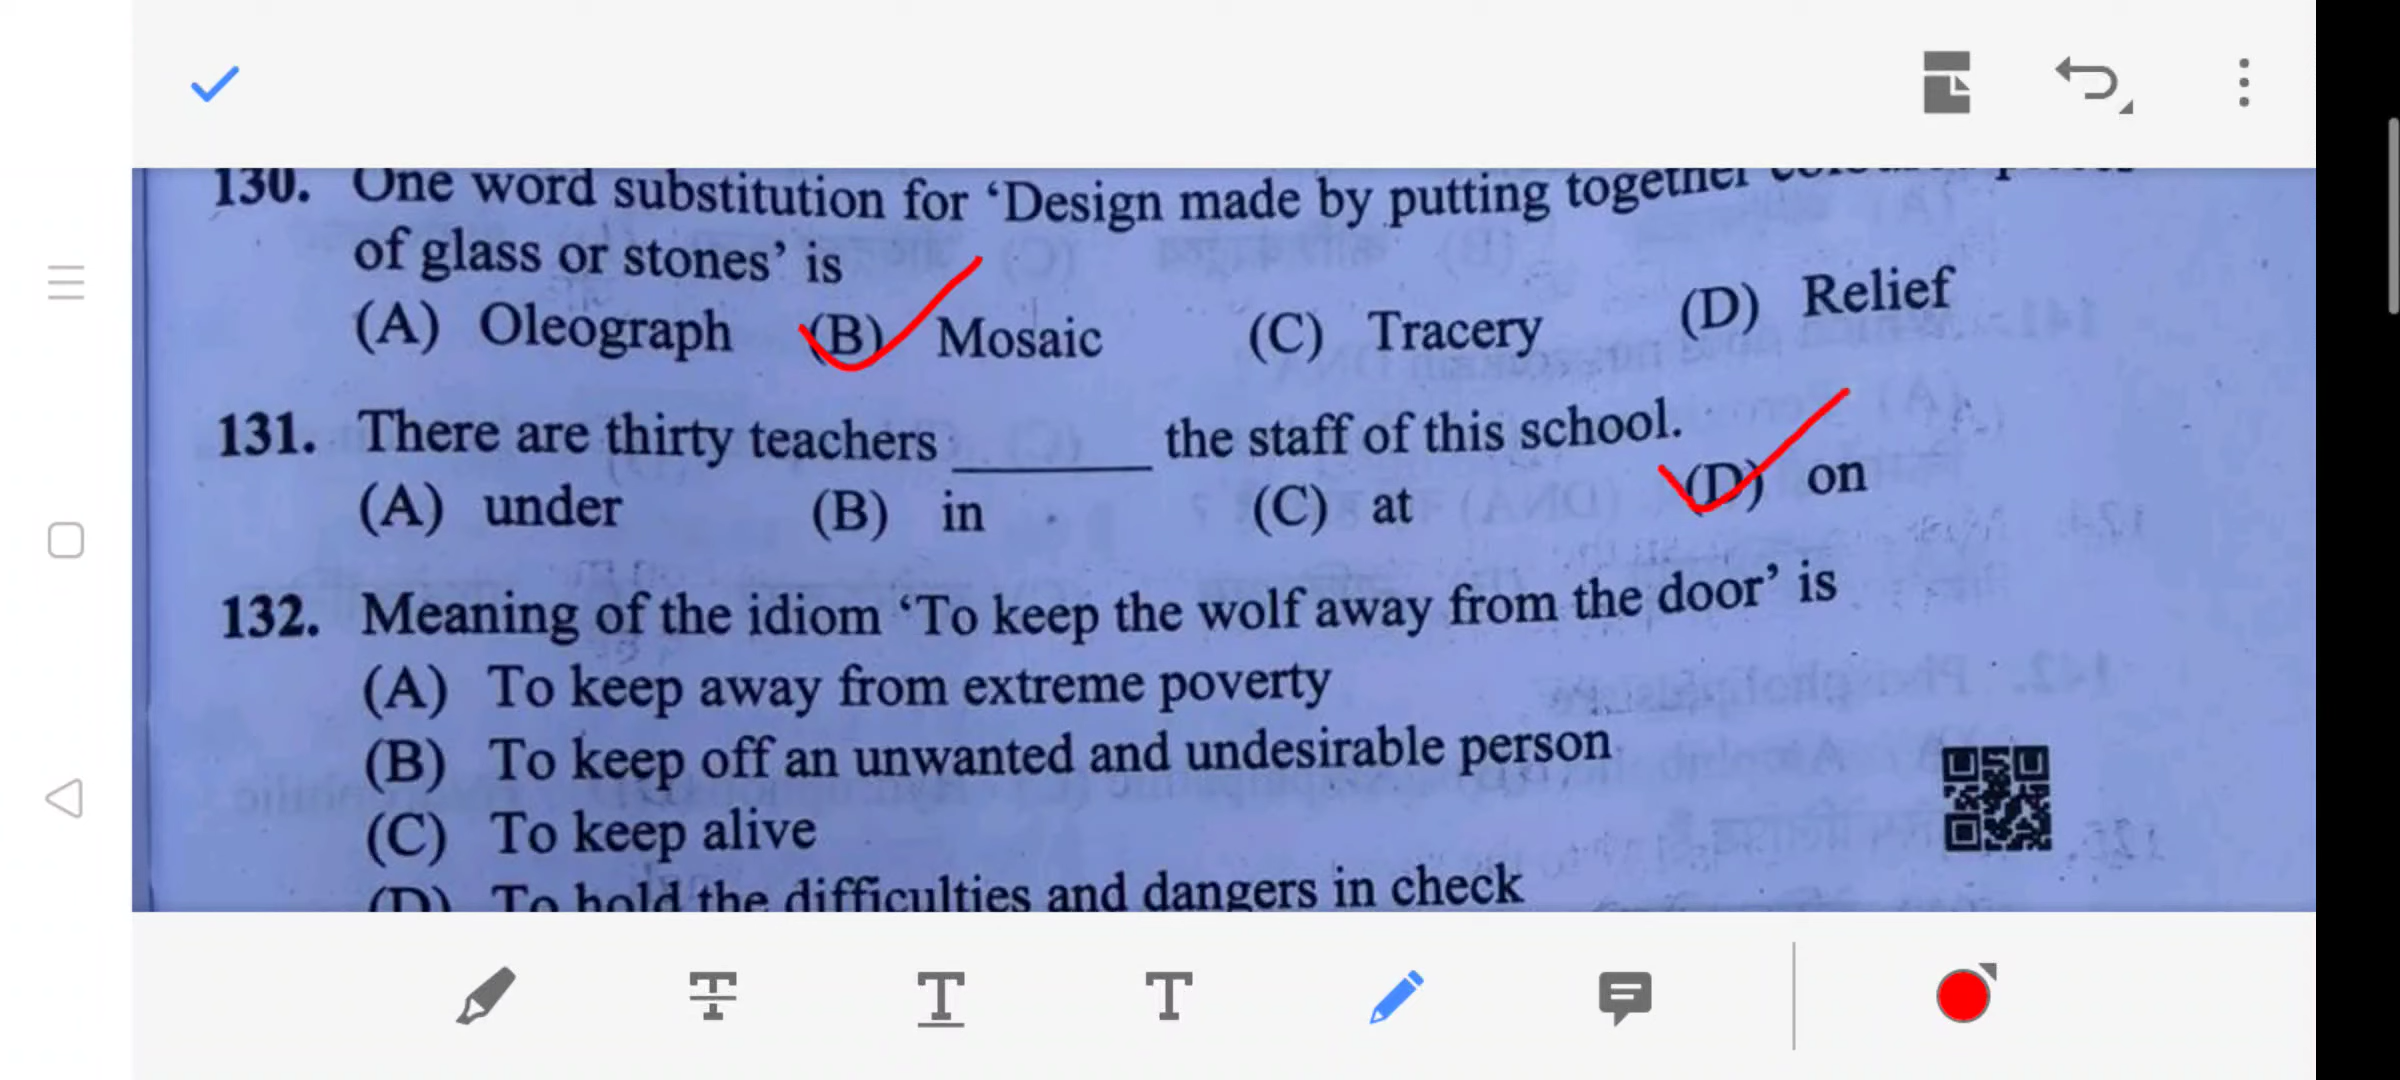 130. One word substitution for ‘Design made by putting together
of glass or stones’ is
(A) Oleograph (B) Mosaic (C) Tracery (D) Relief
131. There are thirty teachers ______ the staff of this school.
(A) under (B) in (C) at (D) on
132. Meaning of the idiom ‘To keep the wolf away from the door’ is
(A) To keep away from extreme poverty
(B) To keep off an unwanted and undesirable person
(C) To keep alive
(D) To hold the difficulties and dangers in check